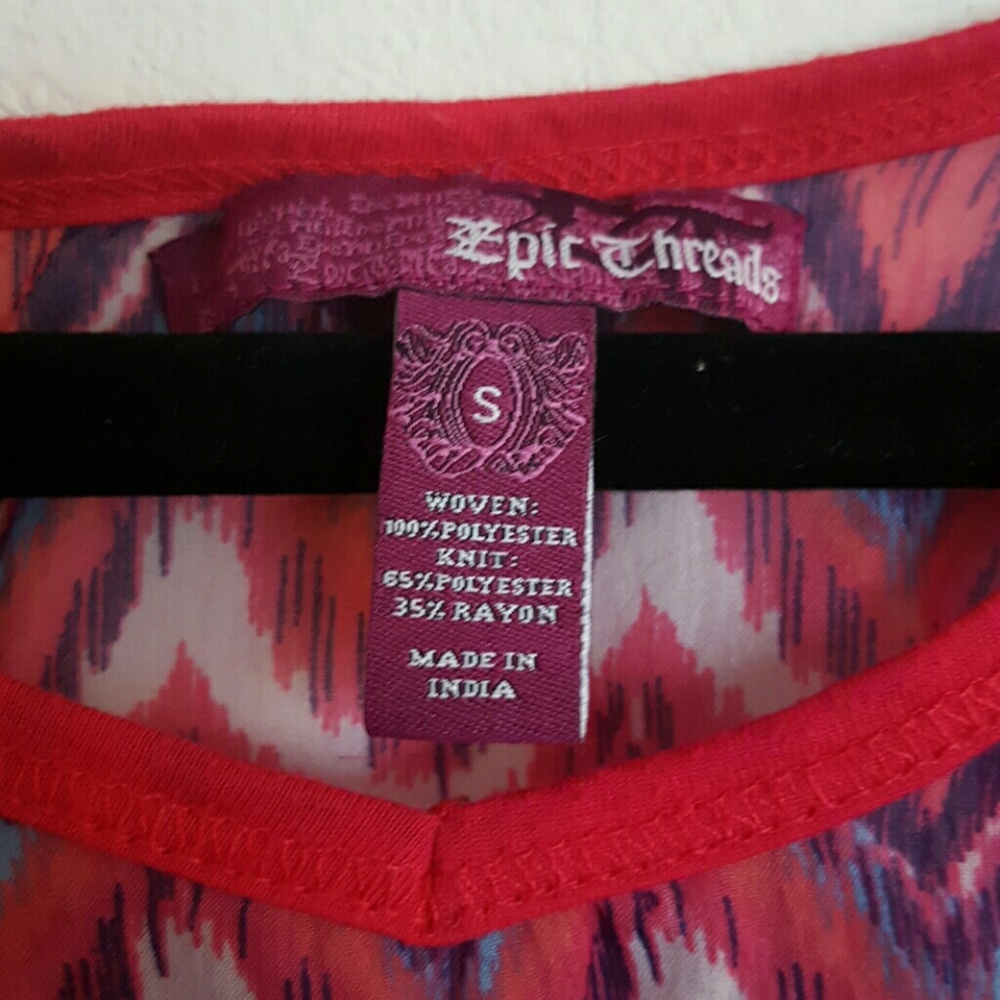 Epic Threads
S
WOVEN:
100%POLYESTER
KNIT:
65%POLYESTER
35% RAYON
MADE IN
INDIA